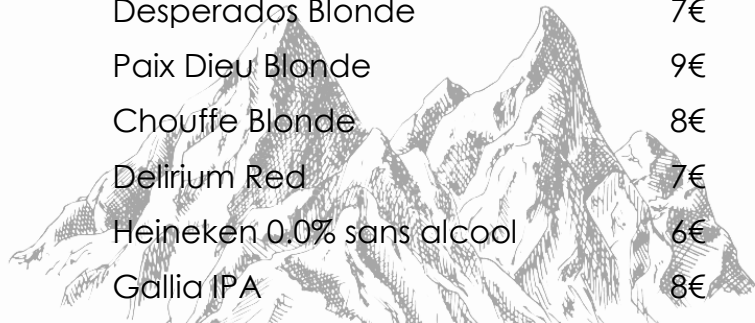 Desperados Blonde 7€
Paix Dieu Blonde 9€
Chouffe Blonde 8€
Delirium Red 7€
Heineken 0.0% sans alcool 6€
Gallia IPA 8€